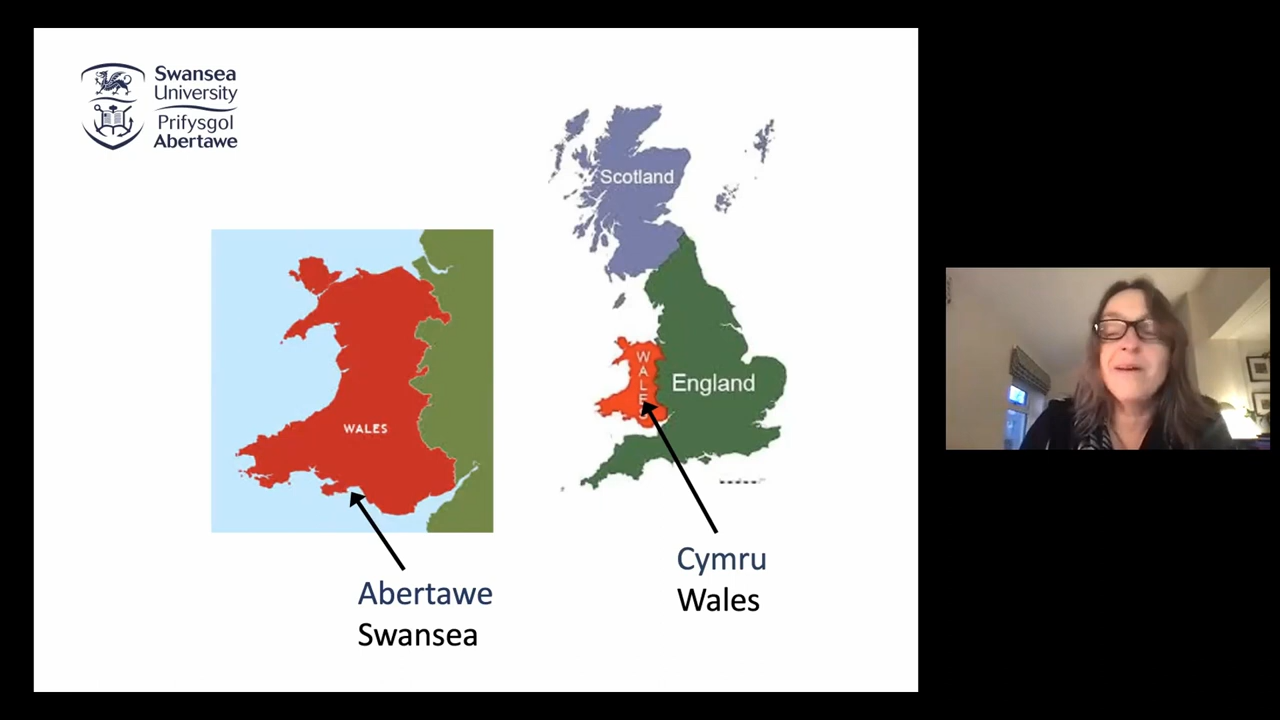 Swansea
University
Prifysgol
Abertawe
Scotland
WALES
England
WALES
Abertawe
Swansea
Cymru
Wales